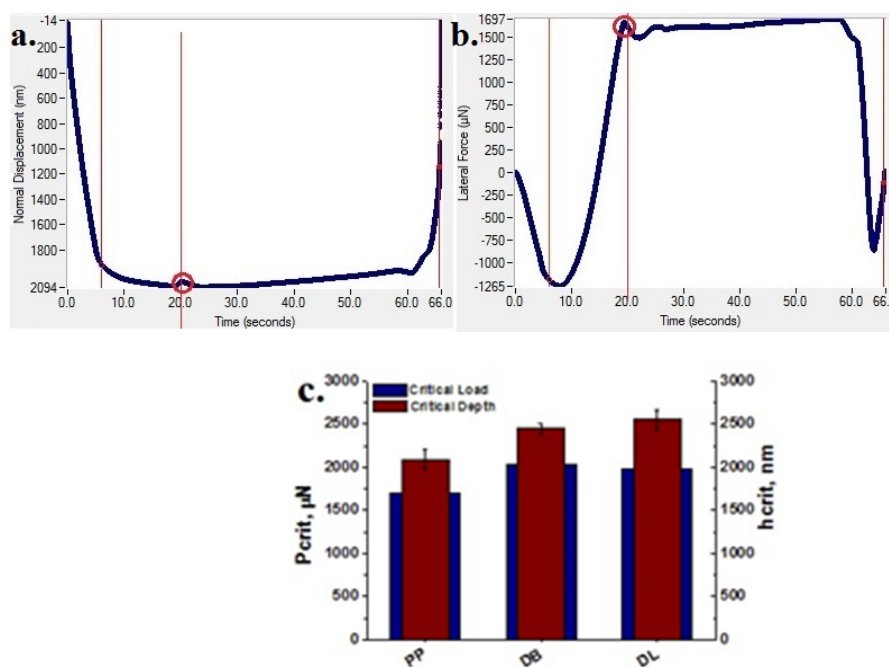 a.
-14
200
400
600
800
1000
1200
1400
1600
1800
2094
Normal Displacement (nm)
0.0 10.0 20.0 30.0 40.0 50.0 60.0 66.0
Time (seconds)
b.
1697
1500
1250
1000
750
500
250
0
-250
-500
-750
-1000
-1265
Lateral Force (µN)
0.0 10.0 20.0 30.0 40.0 50.0 60.0 66.
Time (seconds)
c.
Critical Load
Critical Depth
3000
2500
2000
1500
1000
500
0
Pcrit, µN
3000
2500
2000
1500
1000
500
0
hcrit, nm
PP DB DL